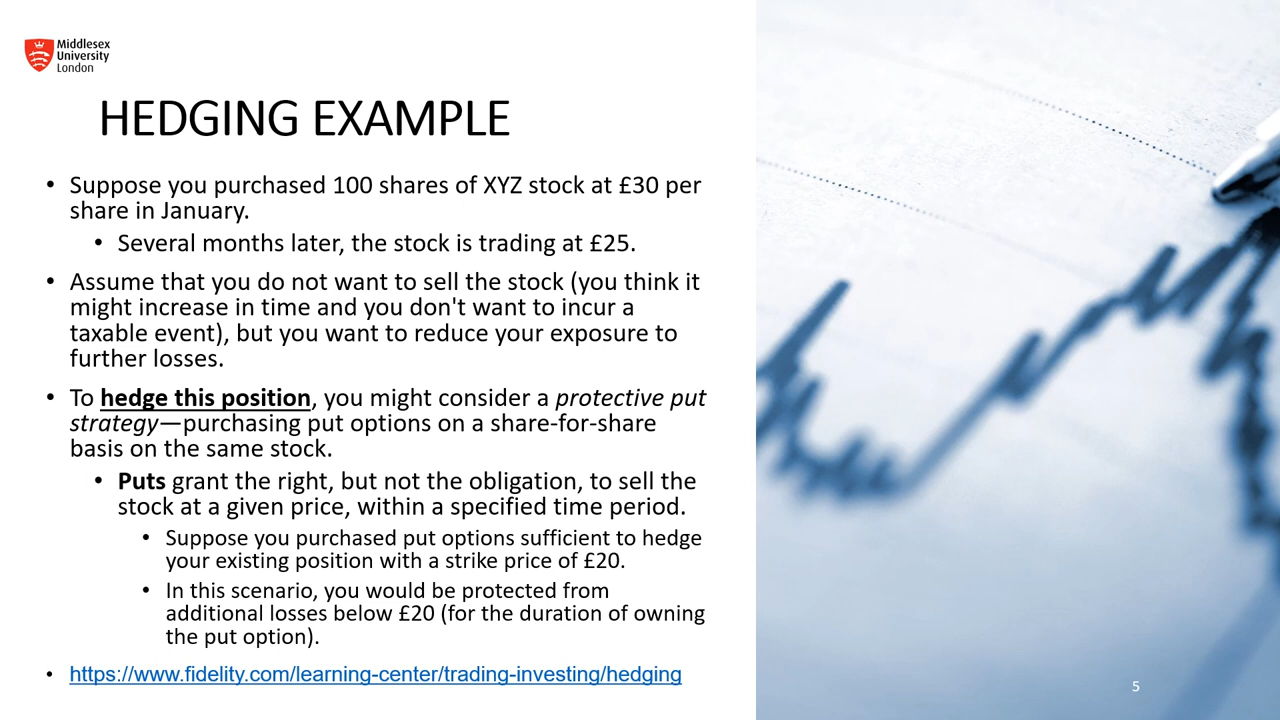 Middlesex
University
London
HEDGING EXAMPLE
• Suppose you purchased 100 shares of XYZ stock at £30 per
share in January.
• Several months later, the stock is trading at £25.
• Assume that you do not want to sell the stock (you think it
might increase in time and you don't want to incur a
taxable event), but you want to reduce your exposure to
further losses.
• To hedge this position, you might consider a protective put
strategy—purchasing put options on a share-for-share
basis on the same stock.
• Puts grant the right, but not the obligation, to sell the
stock at a given price, within a specified time period.
• Suppose you purchased put options sufficient to hedge
your existing position with a strike price of £20.
• In this scenario, you would be protected from
additional losses below £20 (for the duration of owning
the put option).
• https://www.fidelity.com/learning-center/trading-investing/hedging
5